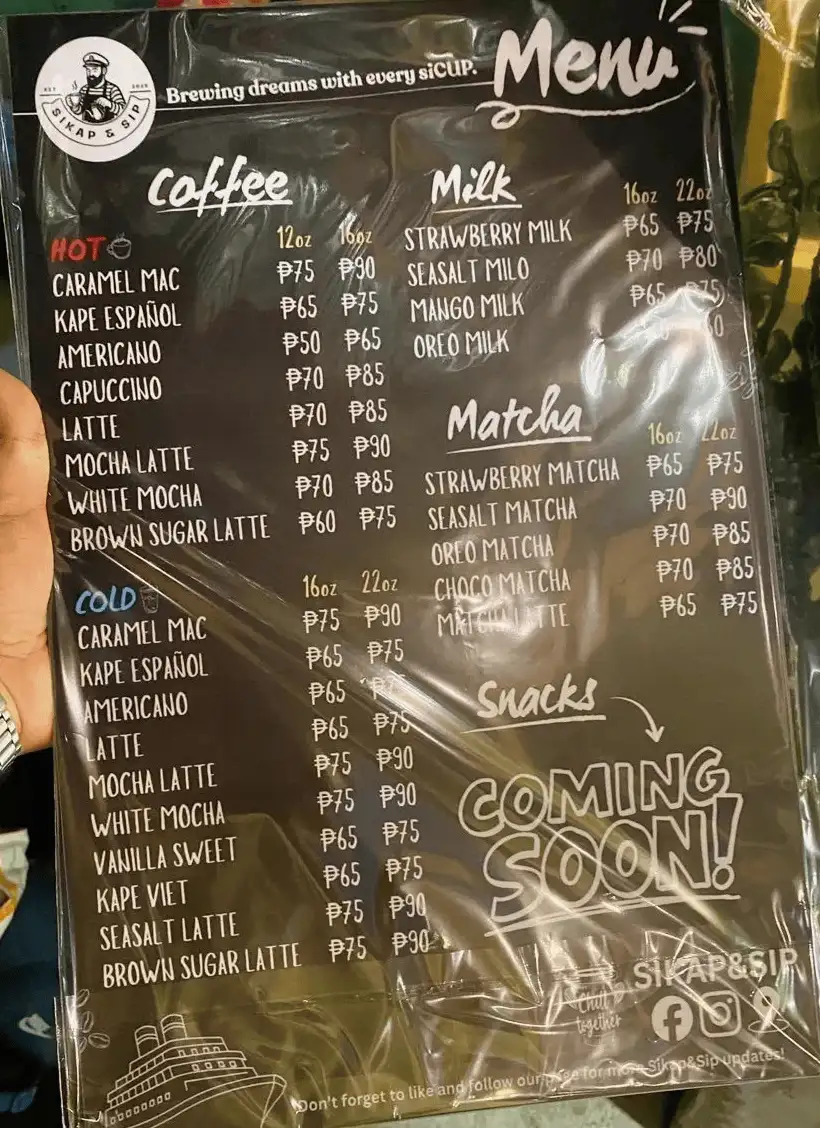 SIKAP & SIP
Brewing dreams with every siCUP.
Menu
Coffee
HOT 12oz 16oz
CARAMEL MAC ₱75 ₱90
KAPE ESPAÑOL ₱65 ₱75
AMERICANO ₱50 ₱65
CAPUCCINO ₱70 ₱85
LATTE ₱70 ₱85
MOCHA LATTE ₱75 ₱90
WHITE MOCHA ₱70 ₱85
BROWN SUGAR LATTE ₱60 ₱75
COLD 16oz 22oz
CARAMEL MAC ₱75 ₱90
KAPE ESPAÑOL ₱65 ₱75
AMERICANO ₱65
LATTE ₱65 ₱75
MOCHA LATTE ₱75 ₱90
WHITE MOCHA ₱75 ₱90
VANILLA SWEET ₱65 ₱75
KAPE VIET ₱65 ₱75
SEASALT LATTE ₱75 ₱90
BROWN SUGAR LATTE ₱75 ₱90
Milk 16oz 22oz
STRAWBERRY MILK ₱65 ₱75
SEASALT MILO ₱70 ₱80
MANGO MILK ₱65 ₱75
OREO MILK
Matcha 16oz 22oz
STRAWBERRY MATCHA ₱65 ₱75
SEASALT MATCHA ₱70 ₱90
OREO MATCHA ₱70 ₱85
CHOCO MATCHA ₱70 ₱85
MATCHA LATTE ₱65 ₱75
Snacks
COMING
SOON!
SIKAP&SIP
Chill
together
Don't forget to like and follow our page for more Sikap&Sip updates!